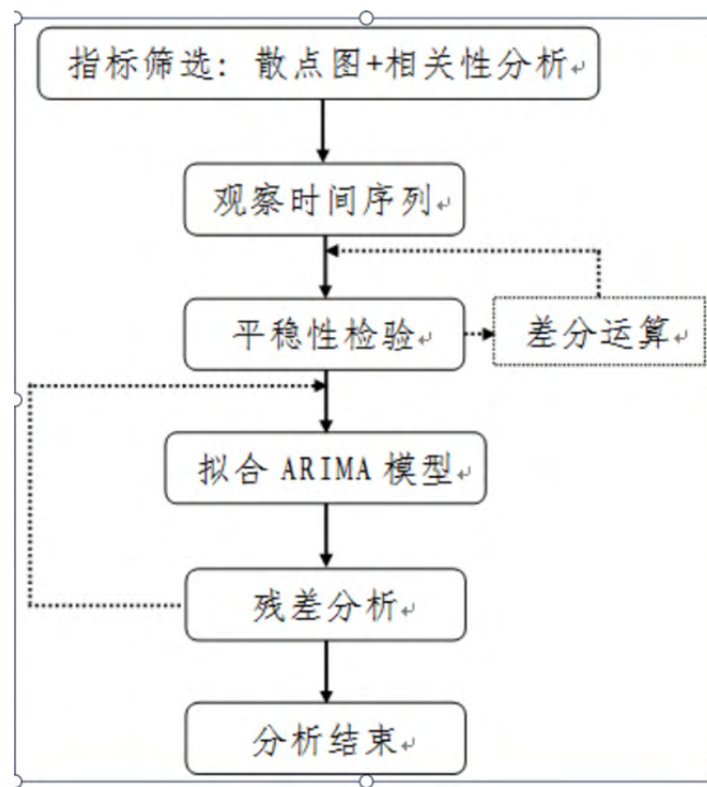 指标筛选：散点图+相关性分析
观察时间序列
平稳性检验
差分运算
拟合 ARIMA 模型
残差分析
分析结束